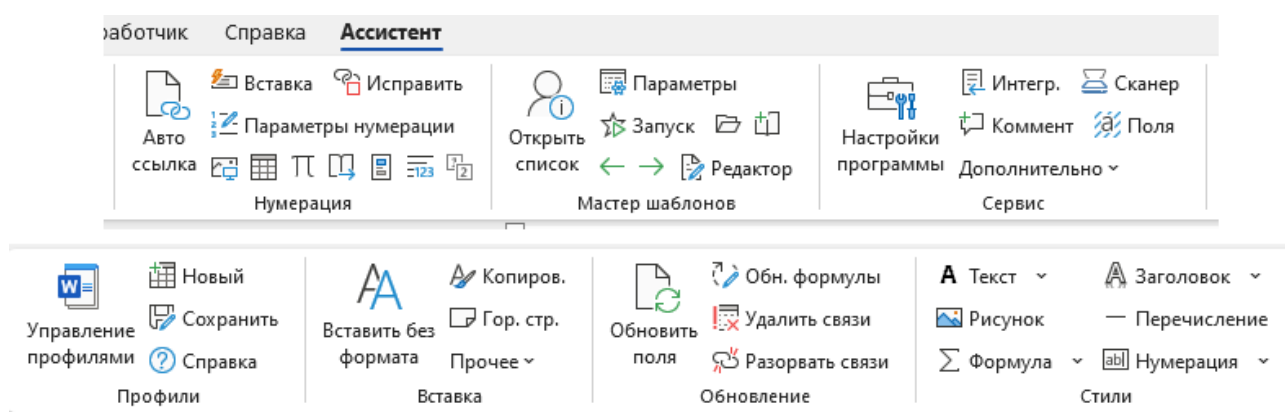 работчик Справка Ассистент
Вставка Исправить Параметры Интегр. Сканер
Авто ссылка Параметры нумерации Открыть список Запуск Настройки программы Коммент Поля
Редактор Дополнительно
Нумерация Мастер шаблонов Сервис
Новый Копиров. Обн. формулы А Текст Заголовок
Управление профилями Сохранить Вставить без формата Гор. стр. Обновить поля Удалить связи Рисунок Перечисление
Справка Прочее Разорвать связи Формула Нумерация
Профили Вставка Обновление Стили